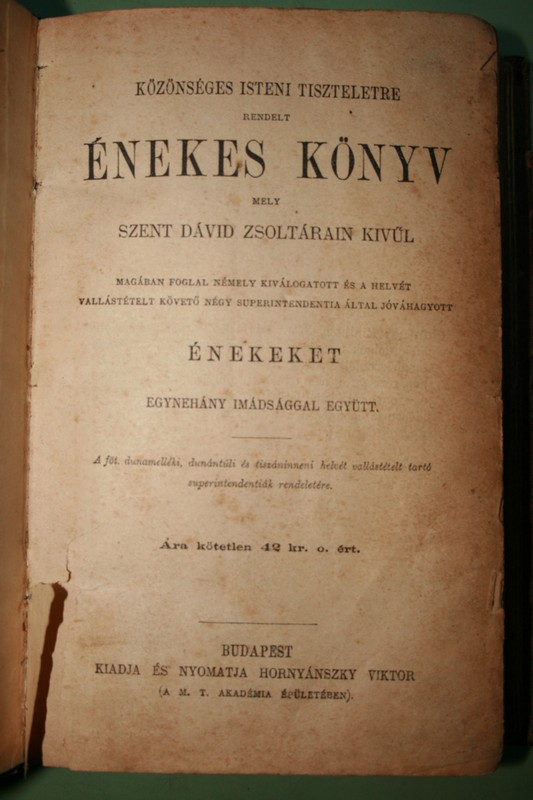 KÖZÖNSÉGES ISTENI TISZTELETRE
RENDELT
ÉNEKES KÖNYV
MELY
SZENT DÁVID ZSOLTÁRAIN KIVŰL
MAGÁBAN FOGLAL NÉMELY KIVÁLOGATOTT ÉS A HELVÉT
VALLÁSTÉTELT KÖVETŐ NÉGY SUPERINTENDENTIA ÁLTAL JÓVÁHAGYOTT
ÉNEKEKET
EGYNEHÁNY IMÁDSÁGGAL EGYÜTT.
A főt. dunamelléki, dunántúli és tiszáninneni helvét vallástételt tartó
superintendentiák rendeletére.
Ára kötetlen 42 kr. o. ért.
BUDAPEST
KIADJA ÉS NYOMATJA HORNYÁNSZKY VIKTOR
(A M. T. AKADÉMIA ÉPÜLETÉBEN).